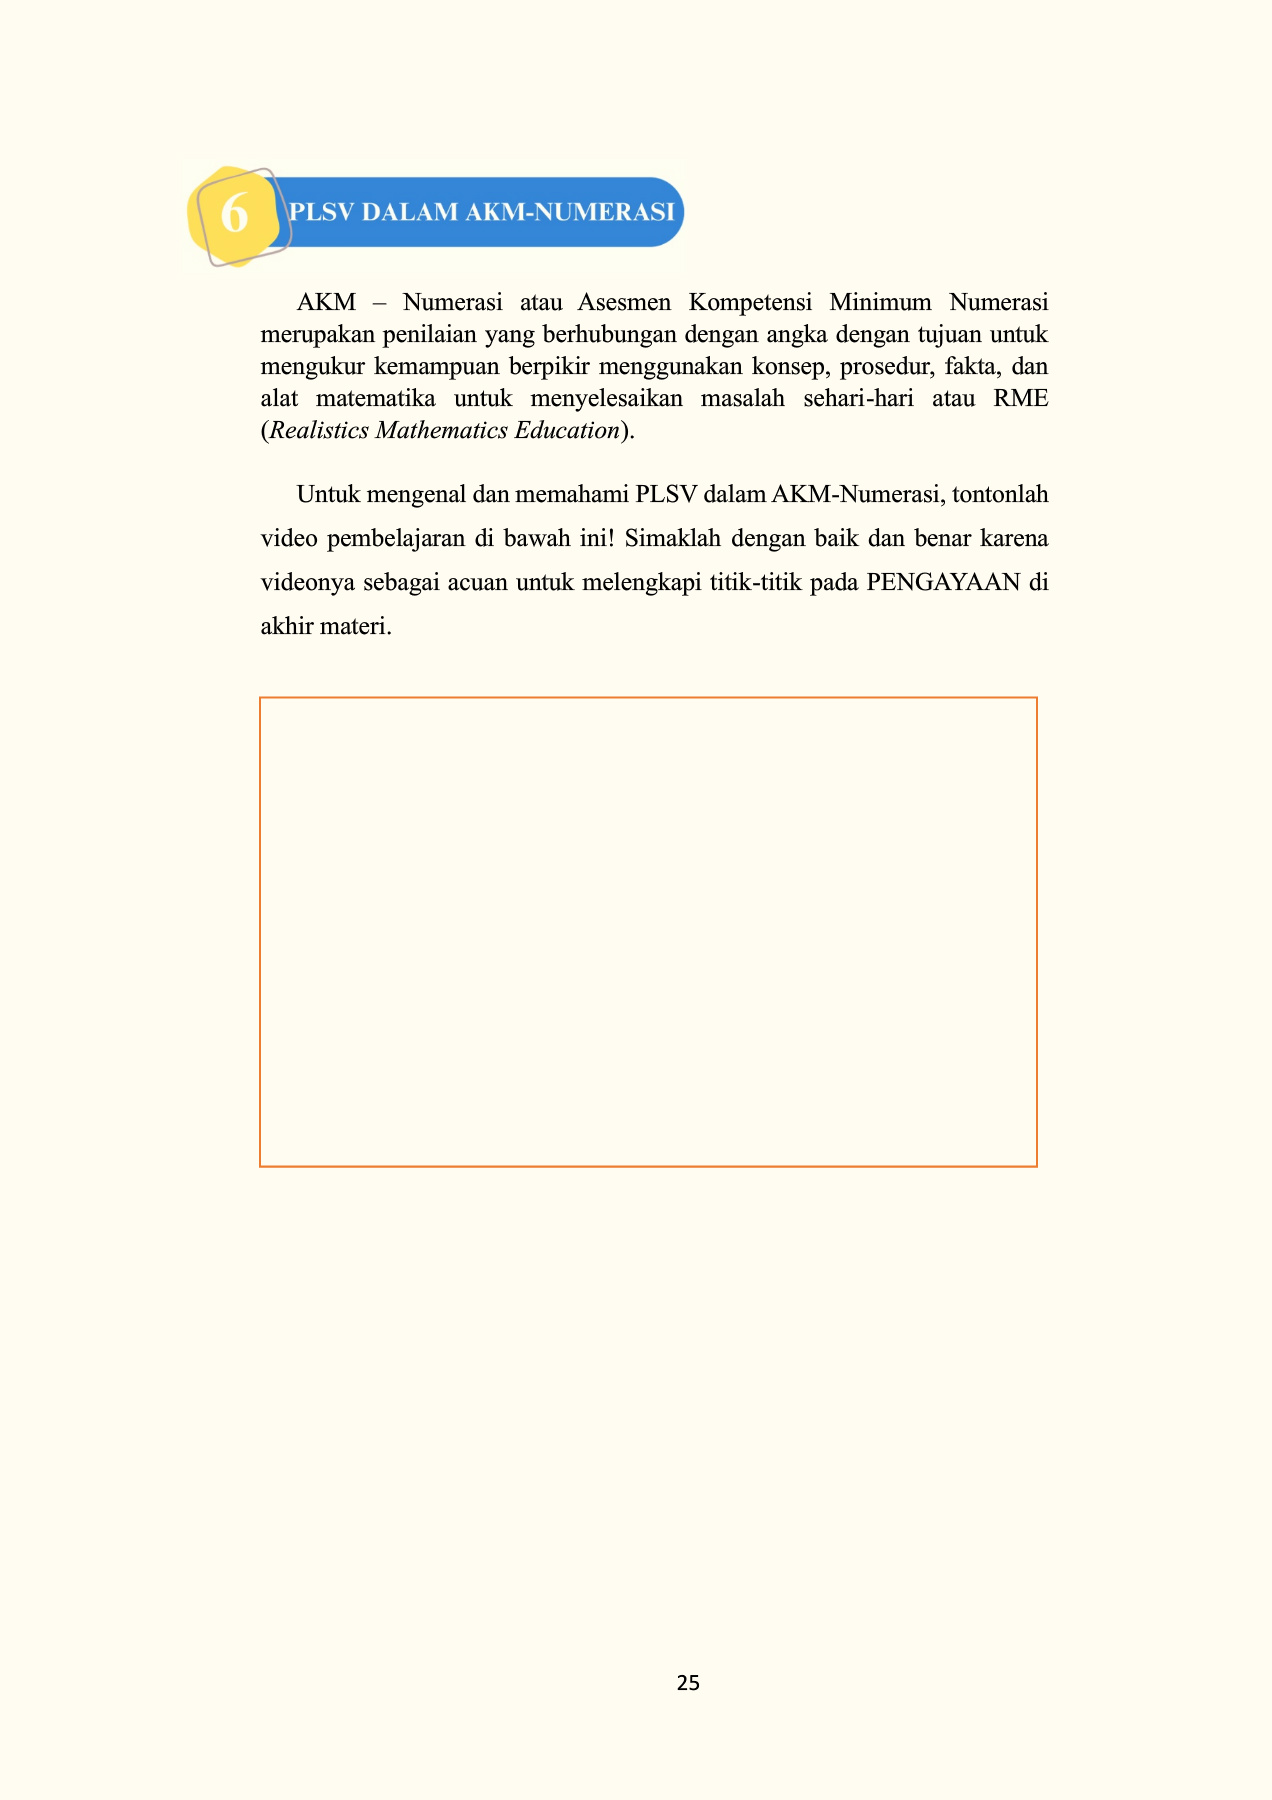 6
PLSV DALAM AKM-NUMERASI
AKM – Numerasi atau Asesmen Kompetensi Minimum Numerasi
merupakan penilaian yang berhubungan dengan angka dengan tujuan untuk
mengukur kemampuan berpikir menggunakan konsep, prosedur, fakta, dan
alat matematika untuk menyelesaikan masalah sehari-hari atau RME
(Realistics Mathematics Education).
Untuk mengenal dan memahami PLSV dalam AKM-Numerasi, tontonlah
video pembelajaran di bawah ini! Simaklah dengan baik dan benar karena
videonya sebagai acuan untuk melengkapi titik-titik pada PENGAYAAN di
akhir materi.
25